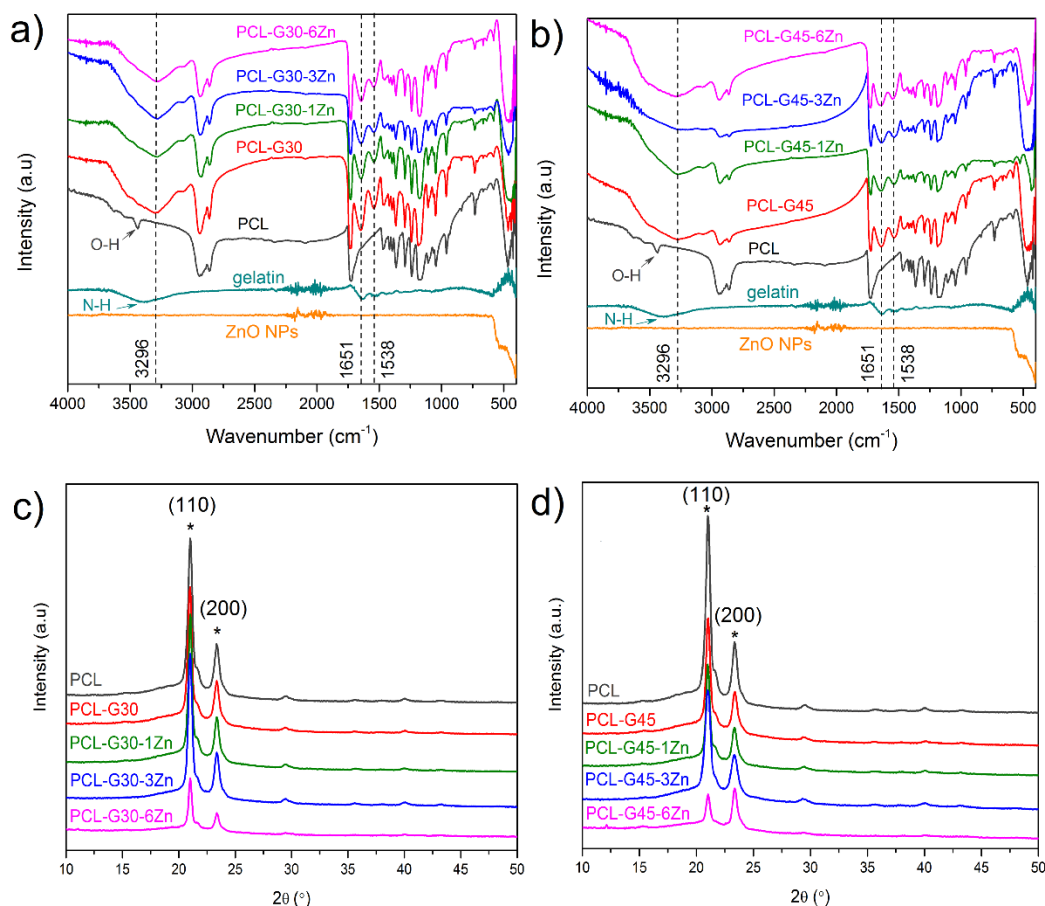 a)
PCL-G30-6Zn
PCL-G30-3Zn
PCL-G30-1Zn
PCL-G30
PCL
O-H
gelatin
N-H
ZnO NPs
3296
1651
1538
Intensity (a.u)
4000 3500 3000 2500 2000 1500 1000 500
Wavenumber (cm⁻¹)
b)
PCL-G45-6Zn
PCL-G45-3Zn
PCL-G45-1Zn
PCL-G45
PCL
O-H
gelatin
N-H
ZnO NPs
3296
1651
1538
Intensity (a.u)
4000 3500 3000 2500 2000 1500 1000 500
Wavenumber (cm⁻¹)
c)
(110)
*
(200)
*
PCL
PCL-G30
PCL-G30-1Zn
PCL-G30-3Zn
PCL-G30-6Zn
Intensity (a.u)
10 15 20 25 30 35 40 45 50
2θ (°)
d)
(110)
*
(200)
*
PCL
PCL-G45
PCL-G45-1Zn
PCL-G45-3Zn
PCL-G45-6Zn
Intensity (a.u.)
10 15 20 25 30 35 40 45 50
2θ (°)